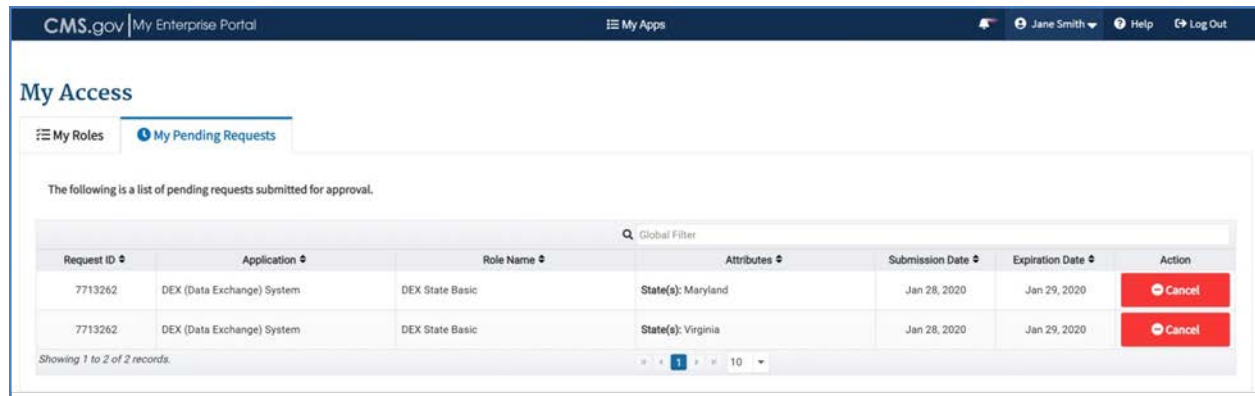 CMS.gov My Enterprise Portal My Apps Jane Smith Help Log Out
My Access
My Roles My Pending Requests
The following is a list of pending requests submitted for approval.
Global Filter
Request ID Application Role Name Attributes Submission Date Expiration Date Action
7713262 DEX (Data Exchange) System DEX State Basic State(s): Maryland Jan 28, 2020 Jan 29, 2020 Cancel
7713262 DEX (Data Exchange) System DEX State Basic State(s): Virginia Jan 28, 2020 Jan 29, 2020 Cancel
Showing 1 to 2 of 2 records. 1 10